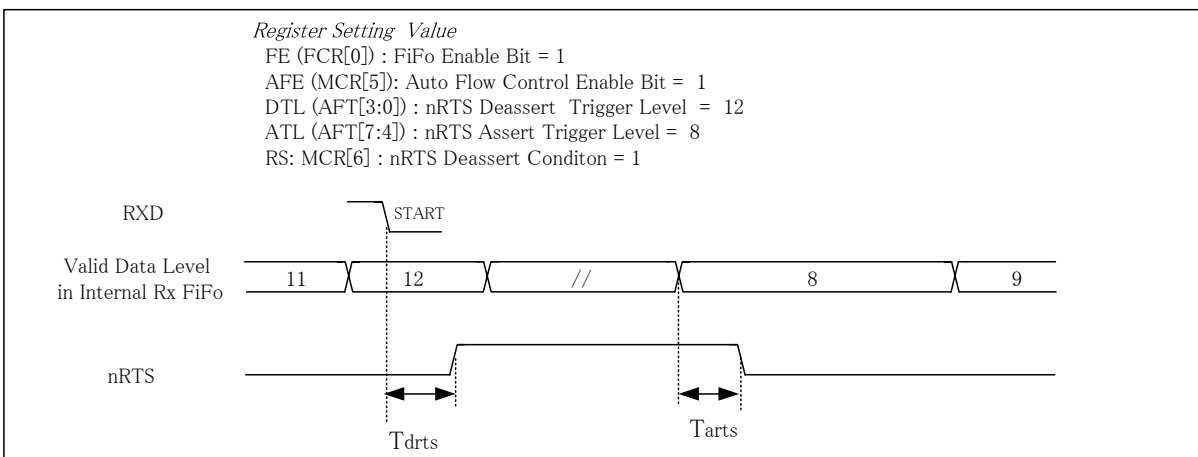 Register Setting Value
FE (FCR[0]) : FiFo Enable Bit = 1
AFE (MCR[5]): Auto Flow Control Enable Bit = 1
DTL (AFT[3:0]) : nRTS Deassert Trigger Level = 12
ATL (AFT[7:4]) : nRTS Assert Trigger Level = 8
RS: MCR[6] : nRTS Deassert Conditon = 1
RXD
START
Valid Data Level
in Internal Rx FiFo
11 12 // 8 9
nRTS
Tdrts
Tarts